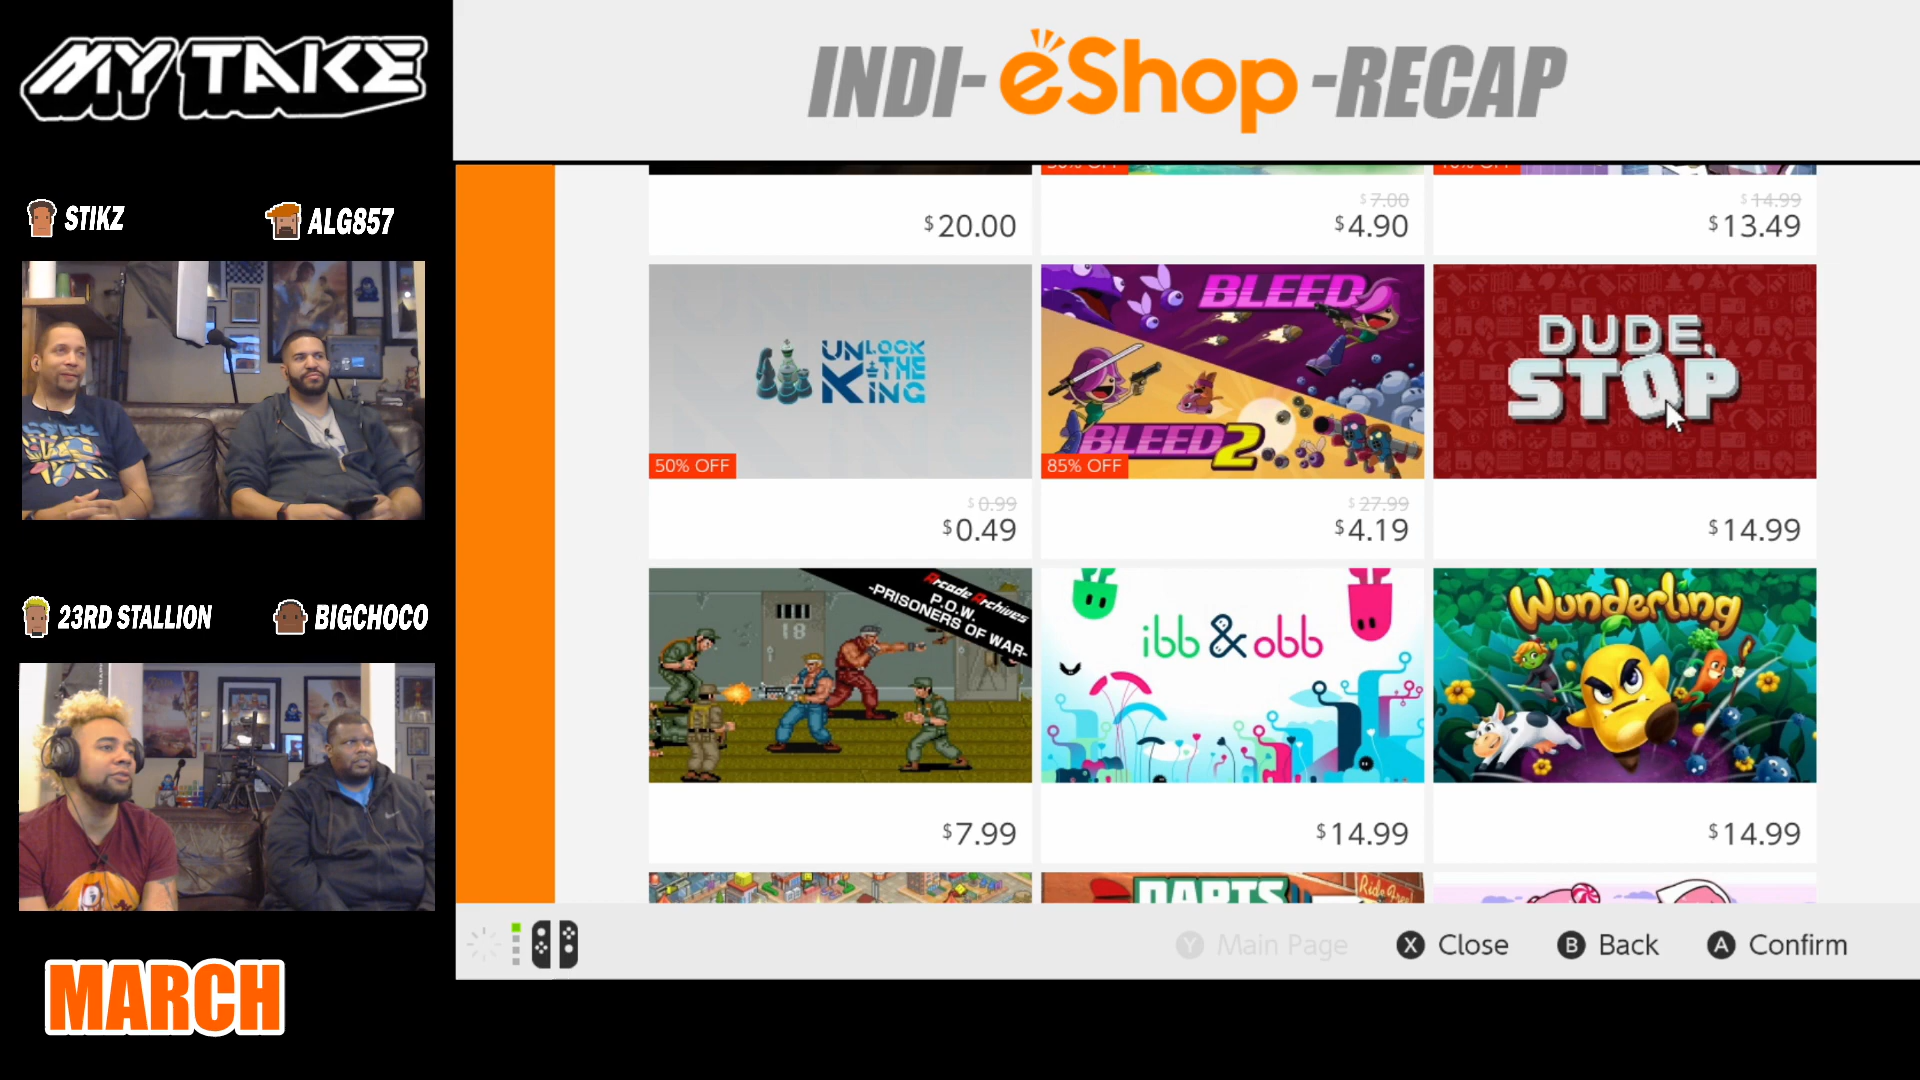 MY TAKE
INDI-eShop-RECAP
STIKZ
ALG857
23RD STALLION
BIGCHOCO
MARCH
$20.00
$7.00
$4.90
$14.99
$13.49
UNLOCK
THE
KING
50% OFF
$0.99
$0.49
BLEED
BLEED 2
85% OFF
$27.99
$4.19
DUDE,
STOP
$14.99
18
Arcade Archives
P.O.W.
-PRISONERS OF WAR-
$7.99
ibb & obb
$14.99
Wunderling
$14.99
DARTS
Y Main Page
X Close
B Back
A Confirm